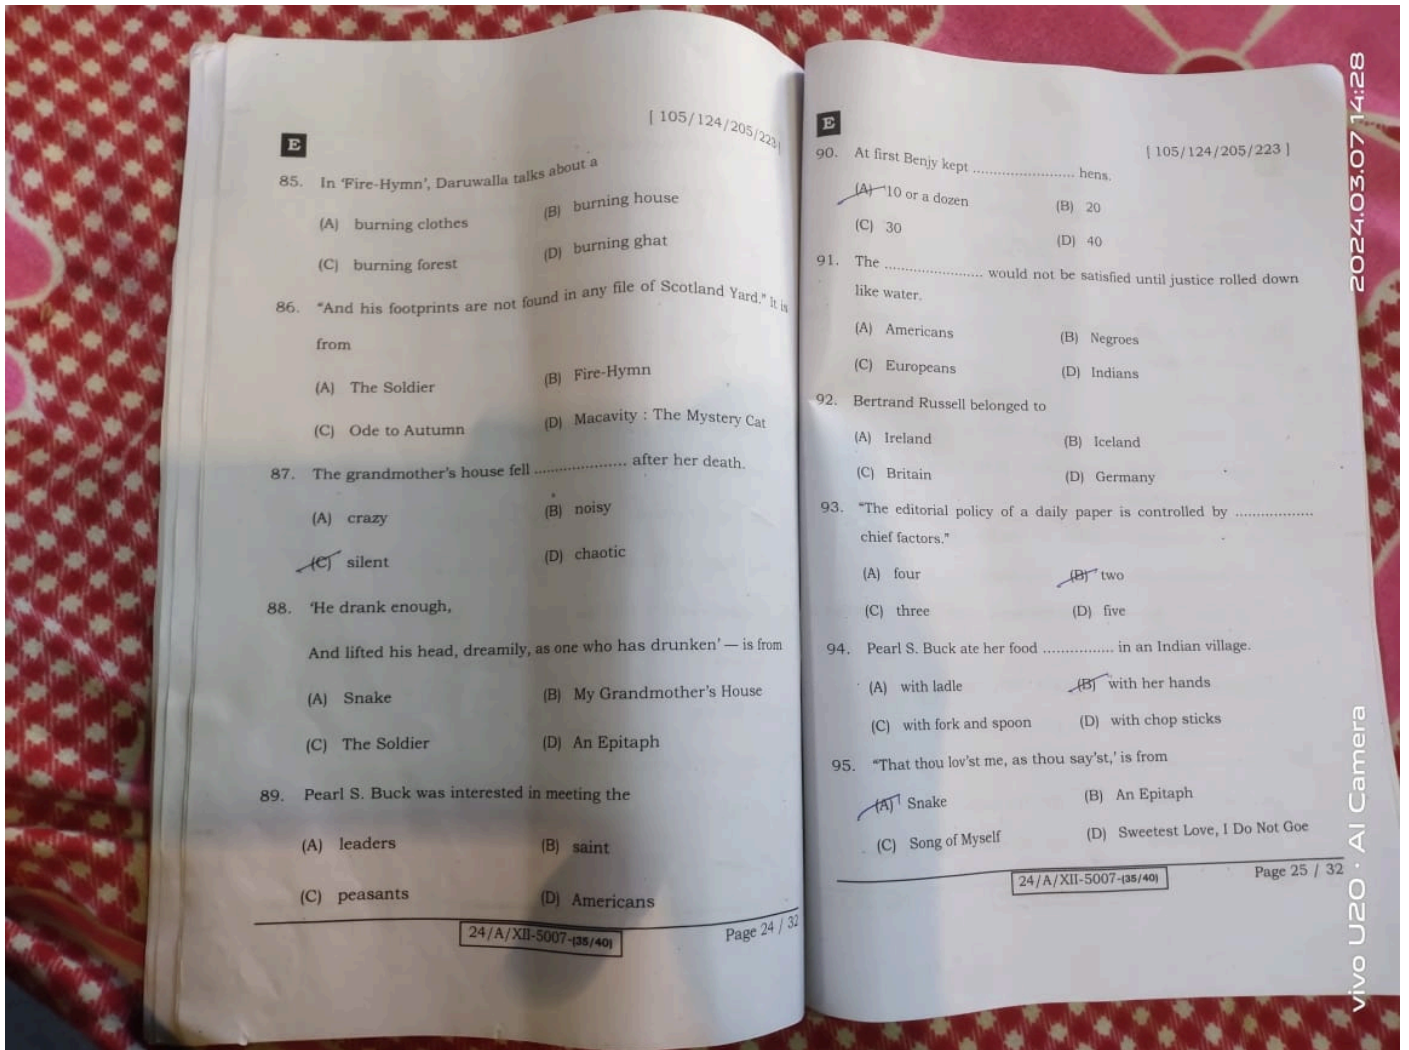 E
[ 105/124/205/223]
85. In 'Fire-Hymn', Daruwalla talks about a
(A) burning clothes
(B) burning house
(C) burning forest
(D) burning ghat
86. "And his footprints are not found in any file of Scotland Yard." It is
from
(A) The Soldier
(B) Fire-Hymn
(C) Ode to Autumn
(D) Macavity : The Mystery Cat
87. The grandmother's house fell .................... after her death.
(A) crazy
(B) noisy
(C) silent
(D) chaotic
88. 'He drank enough,
And lifted his head, dreamily, as one who has drunken' — is from
(A) Snake
(B) My Grandmother's House
(C) The Soldier
(D) An Epitaph
89. Pearl S. Buck was interested in meeting the
(A) leaders
(B) saint
(C) peasants
(D) Americans
24/A/XII-5007-(35/40)
Page 24 / 32
E
[ 105/124/205/223 ]
90. At first Benjy kept ...................... hens.
(A) 10 or a dozen
(B) 20
(C) 30
(D) 40
91. The ...................... would not be satisfied until justice rolled down
like water.
(A) Americans
(B) Negroes
(C) Europeans
(D) Indians
92. Bertrand Russell belonged to
(A) Ireland
(B) Iceland
(C) Britain
(D) Germany
93. "The editorial policy of a daily paper is controlled by .................
chief factors."
(A) four
(B) two
(C) three
(D) five
94. Pearl S. Buck ate her food ............... in an Indian village.
(A) with ladle
(B) with her hands
(C) with fork and spoon
(D) with chop sticks
95. "That thou lov'st me, as thou say'st,' is from
(A) Snake
(B) An Epitaph
(C) Song of Myself
(D) Sweetest Love, I Do Not Goe
24/A/XII-5007-(35/40)
Page 25 / 32
2024.03.07 14:28
vivo U20 · AI Camera